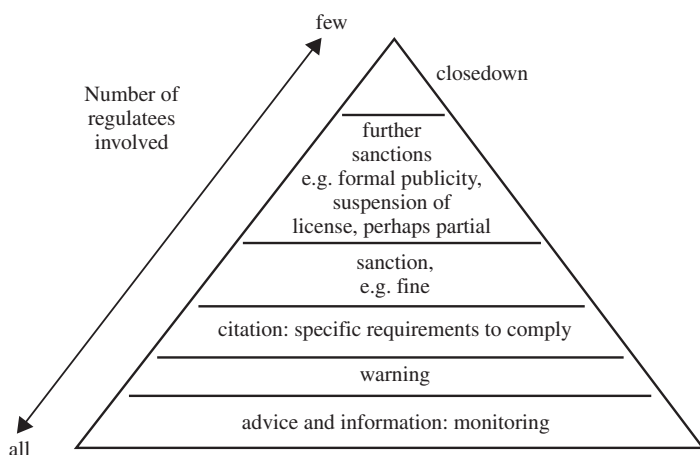 few
closedown
Number of
regulatees
involved
further
sanctions
e.g. formal publicity,
suspension of
license, perhaps partial
sanction,
e.g. fine
citation: specific requirements to comply
warning
advice and information: monitoring
all